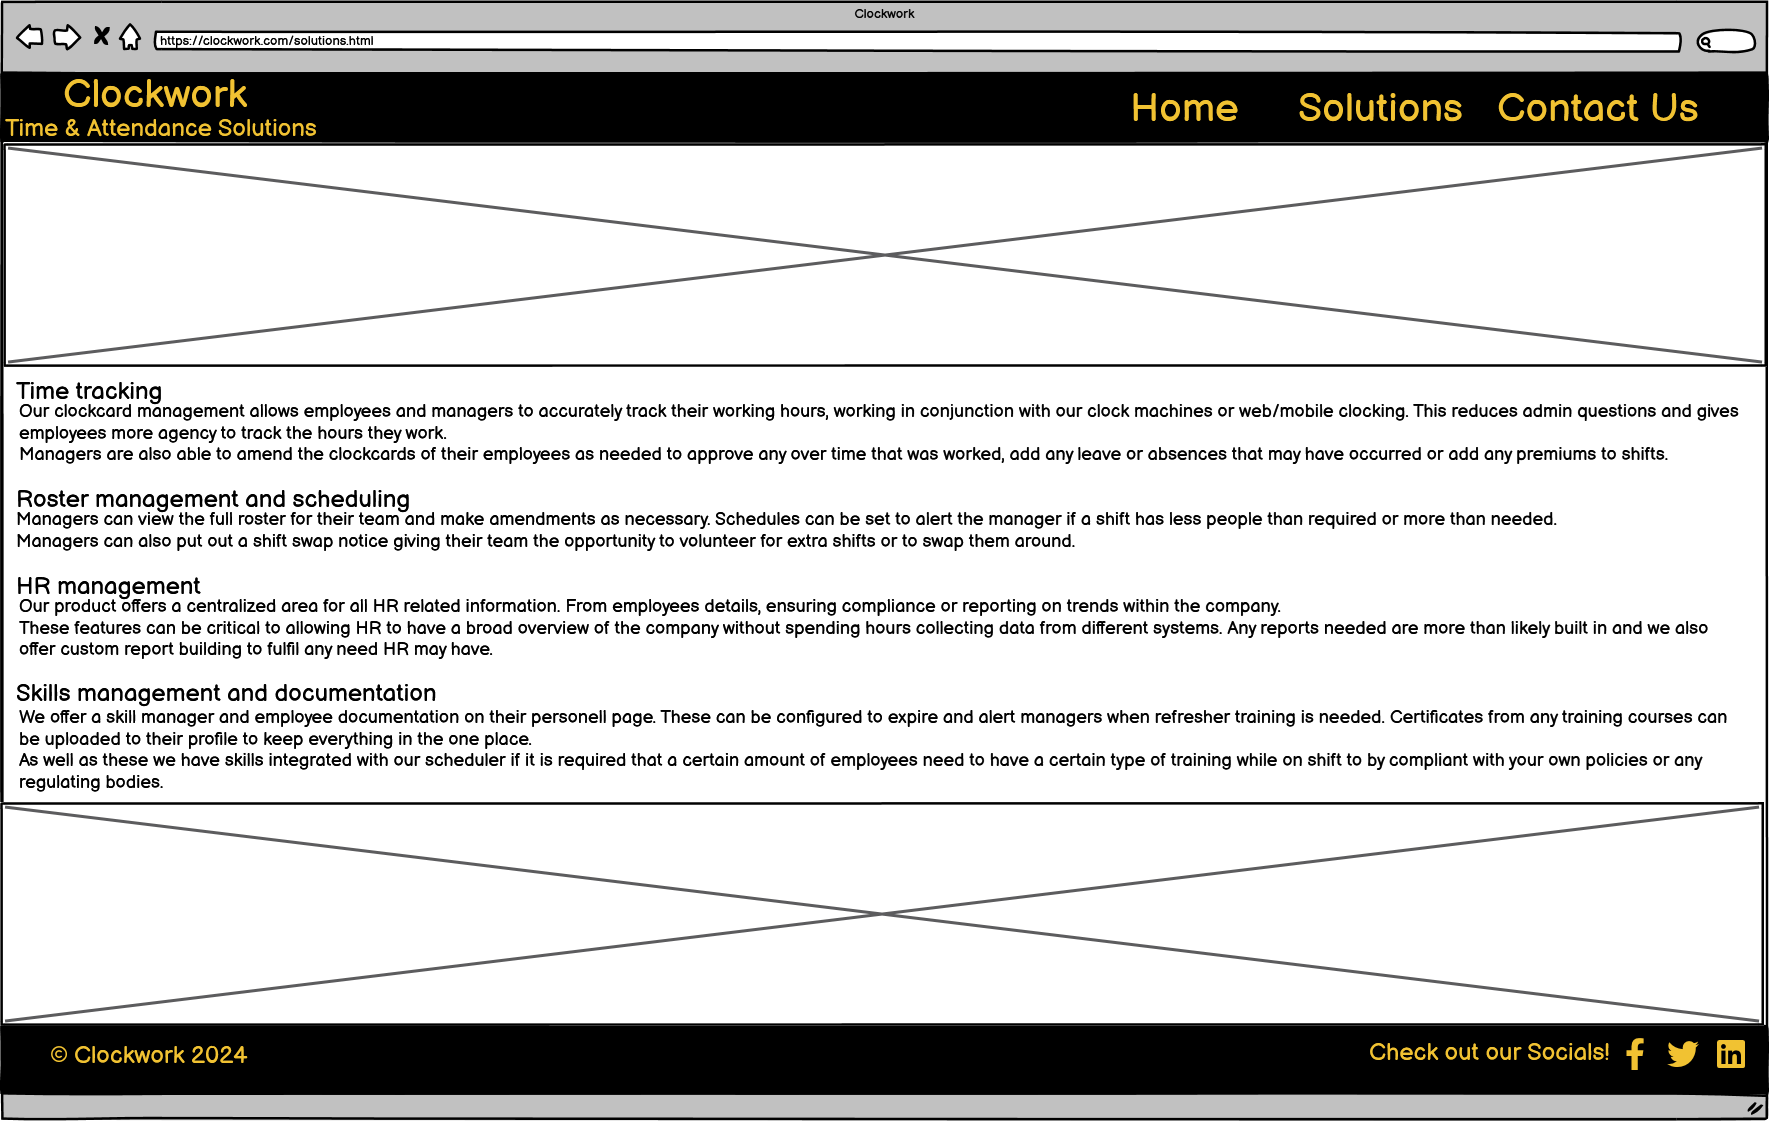 Clockwork
https://clockwork.com/solutions.html
Clockwork
Time & Attendance Solutions
Home Solutions Contact Us
Time tracking
Our clockcard management allows employees and managers to accurately track their working hours, working in conjunction with our clock machines or web/mobile clocking. This reduces admin questions and gives
employees more agency to track the hours they work.
Managers are also able to amend the clockcards of their employees as needed to approve any over time that was worked, add any leave or absences that may have occurred or add any premiums to shifts.
Roster management and scheduling
Managers can view the full roster for their team and make amendments as necessary. Schedules can be set to alert the manager if a shift has less people than required or more than needed.
Managers can also put out a shift swap notice giving their team the opportunity to volunteer for extra shifts or to swap them around.
HR management
Our product offers a centralized area for all HR related information. From employees details, ensuring compliance or reporting on trends within the company.
These features can be critical to allowing HR to have a broad overview of the company without spending hours collecting data from different systems. Any reports needed are more than likely built in and we also
offer custom report building to fulfil any need HR may have.
Skills management and documentation
We offer a skill manager and employee documentation on their personell page. These can be configured to expire and alert managers when refresher training is needed. Certificates from any training courses can
be uploaded to their profile to keep everything in the one place.
As well as these we have skills integrated with our scheduler if it is required that a certain amount of employees need to have a certain type of training while on shift to by compliant with your own policies or any
regulating bodies.
© Clockwork 2024
Check out our Socials!